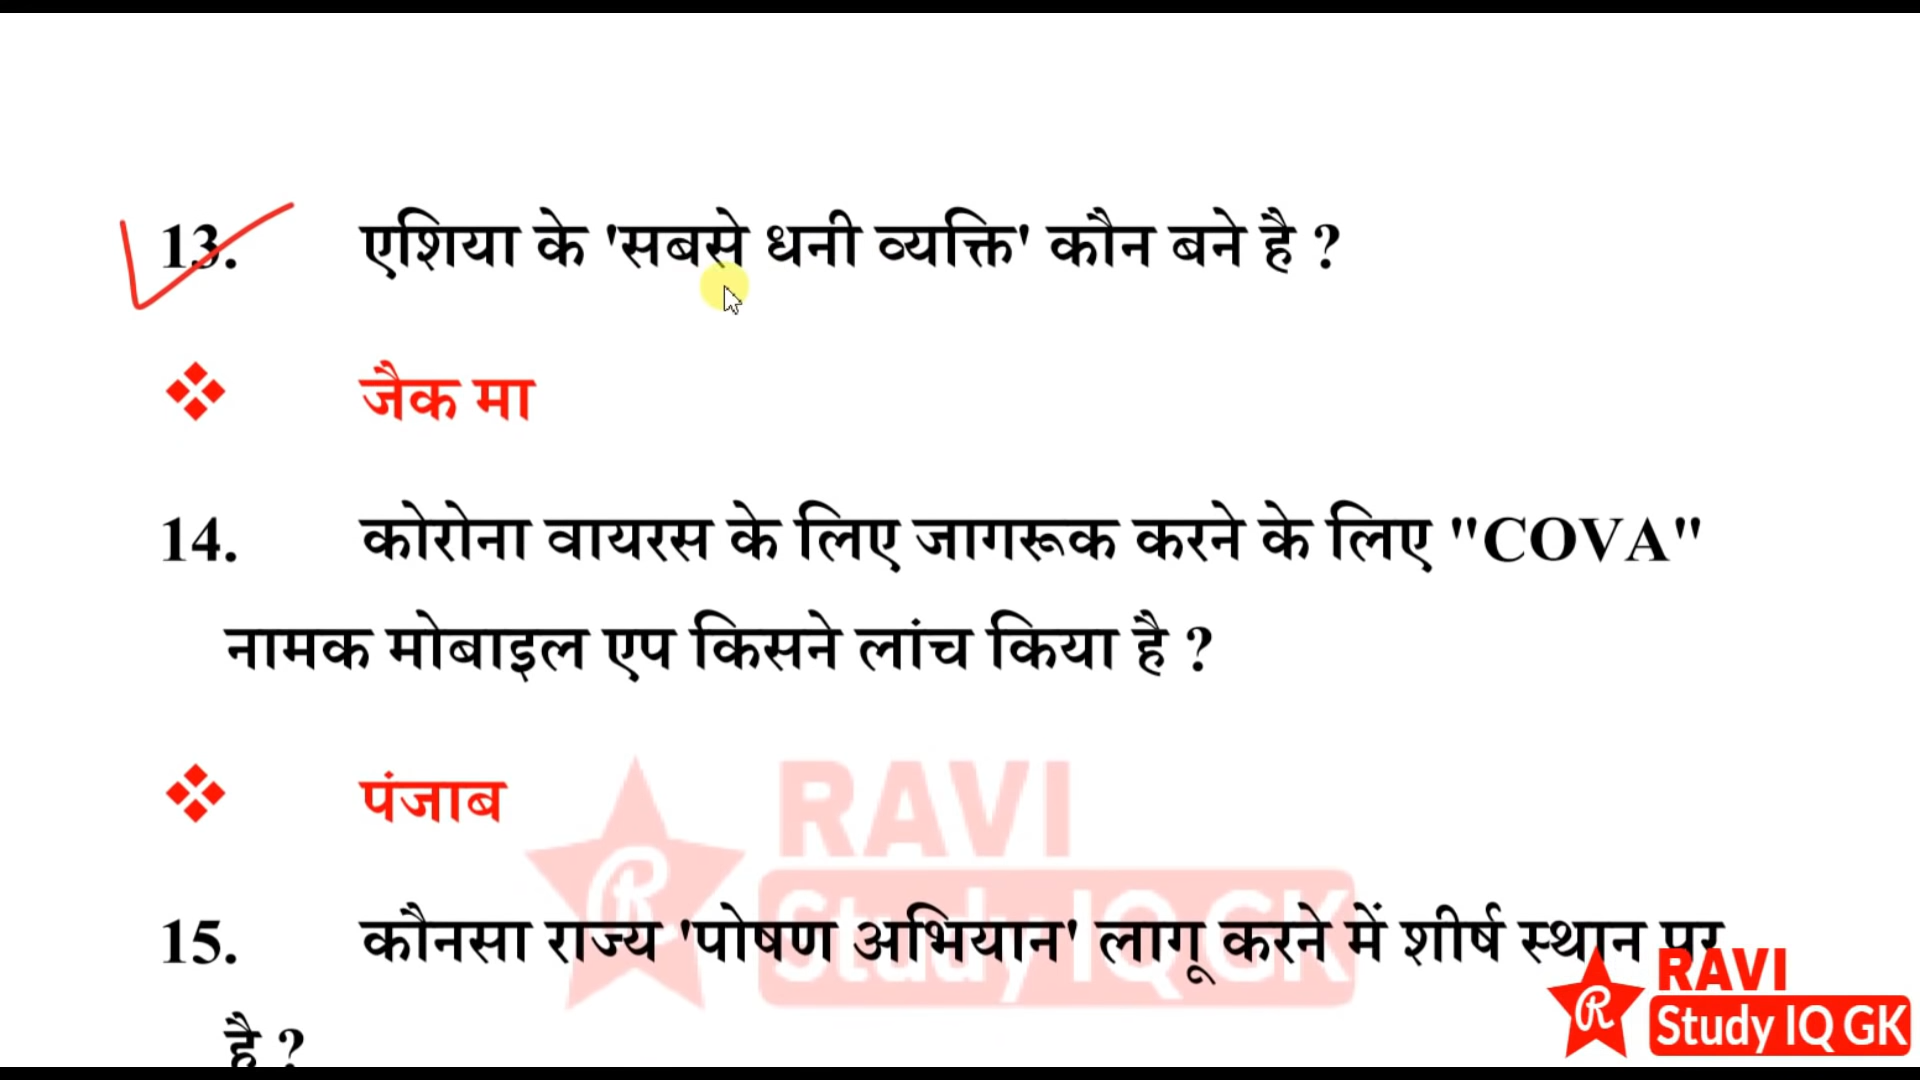 13. एशिया के 'सबसे धनी व्यक्ति' कौन बने है ?
❖ जैक मा
14. कोरोना वायरस के लिए जागरूक करने के लिए "COVA"
नामक मोबाइल एप किसने लांच किया है ?
❖ पंजाब
RAVI
Study IQ GK
15. कौनसा राज्य 'पोषण अभियान' लागू करने में शीर्ष स्थान पर
है ?
R
RAVI
Study IQ GK